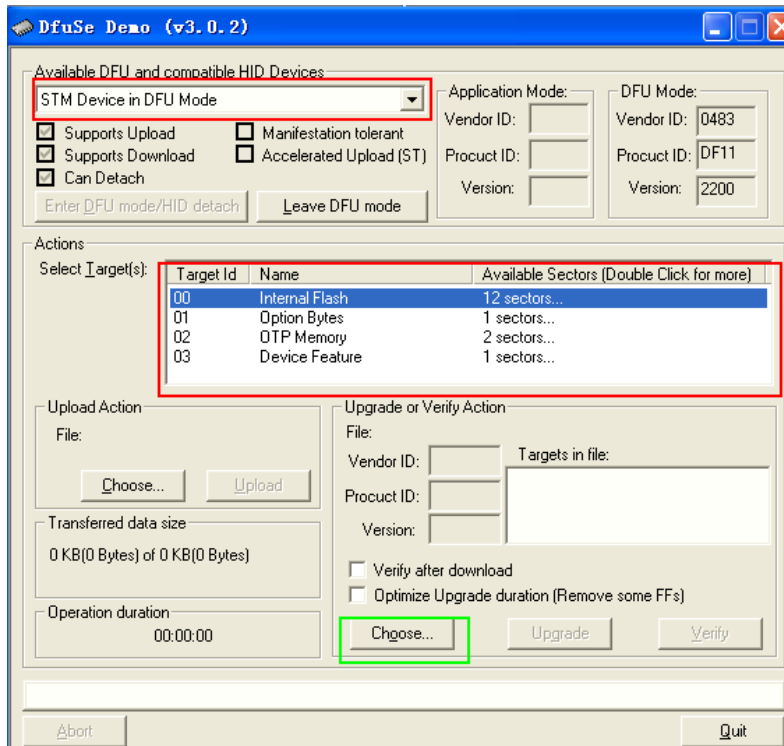 DfuSe Demo (v3.0.2)
Available DFU and compatible HID Devices
STM Device in DFU Mode
Supports Upload
Manifestation tolerant
Supports Download
Accelerated Upload (ST)
Can Detach
Enter DFU mode/HID detach
Leave DFU mode
Application Mode:
Vendor ID:
Procuct ID:
Version:
DFU Mode:
Vendor ID: 0483
Procuct ID: DF11
Version: 2200
Actions
Select Target(s):
Target Id Name Available Sectors (Double Click for more)
00 Internal Flash 12 sectors...
01 Option Bytes 1 sectors...
02 OTP Memory 2 sectors...
03 Device Feature 1 sectors...
Upload Action
File:
Choose... Upload
Transferred data size
0 KB(0 Bytes) of 0 KB(0 Bytes)
Operation duration
00:00:00
Upgrade or Verify Action
File:
Vendor ID:
Procuct ID:
Version:
Targets in file:
Verify after download
Optimize Upgrade duration (Remove some FFs)
Choose... Upgrade Verify
Abort Quit